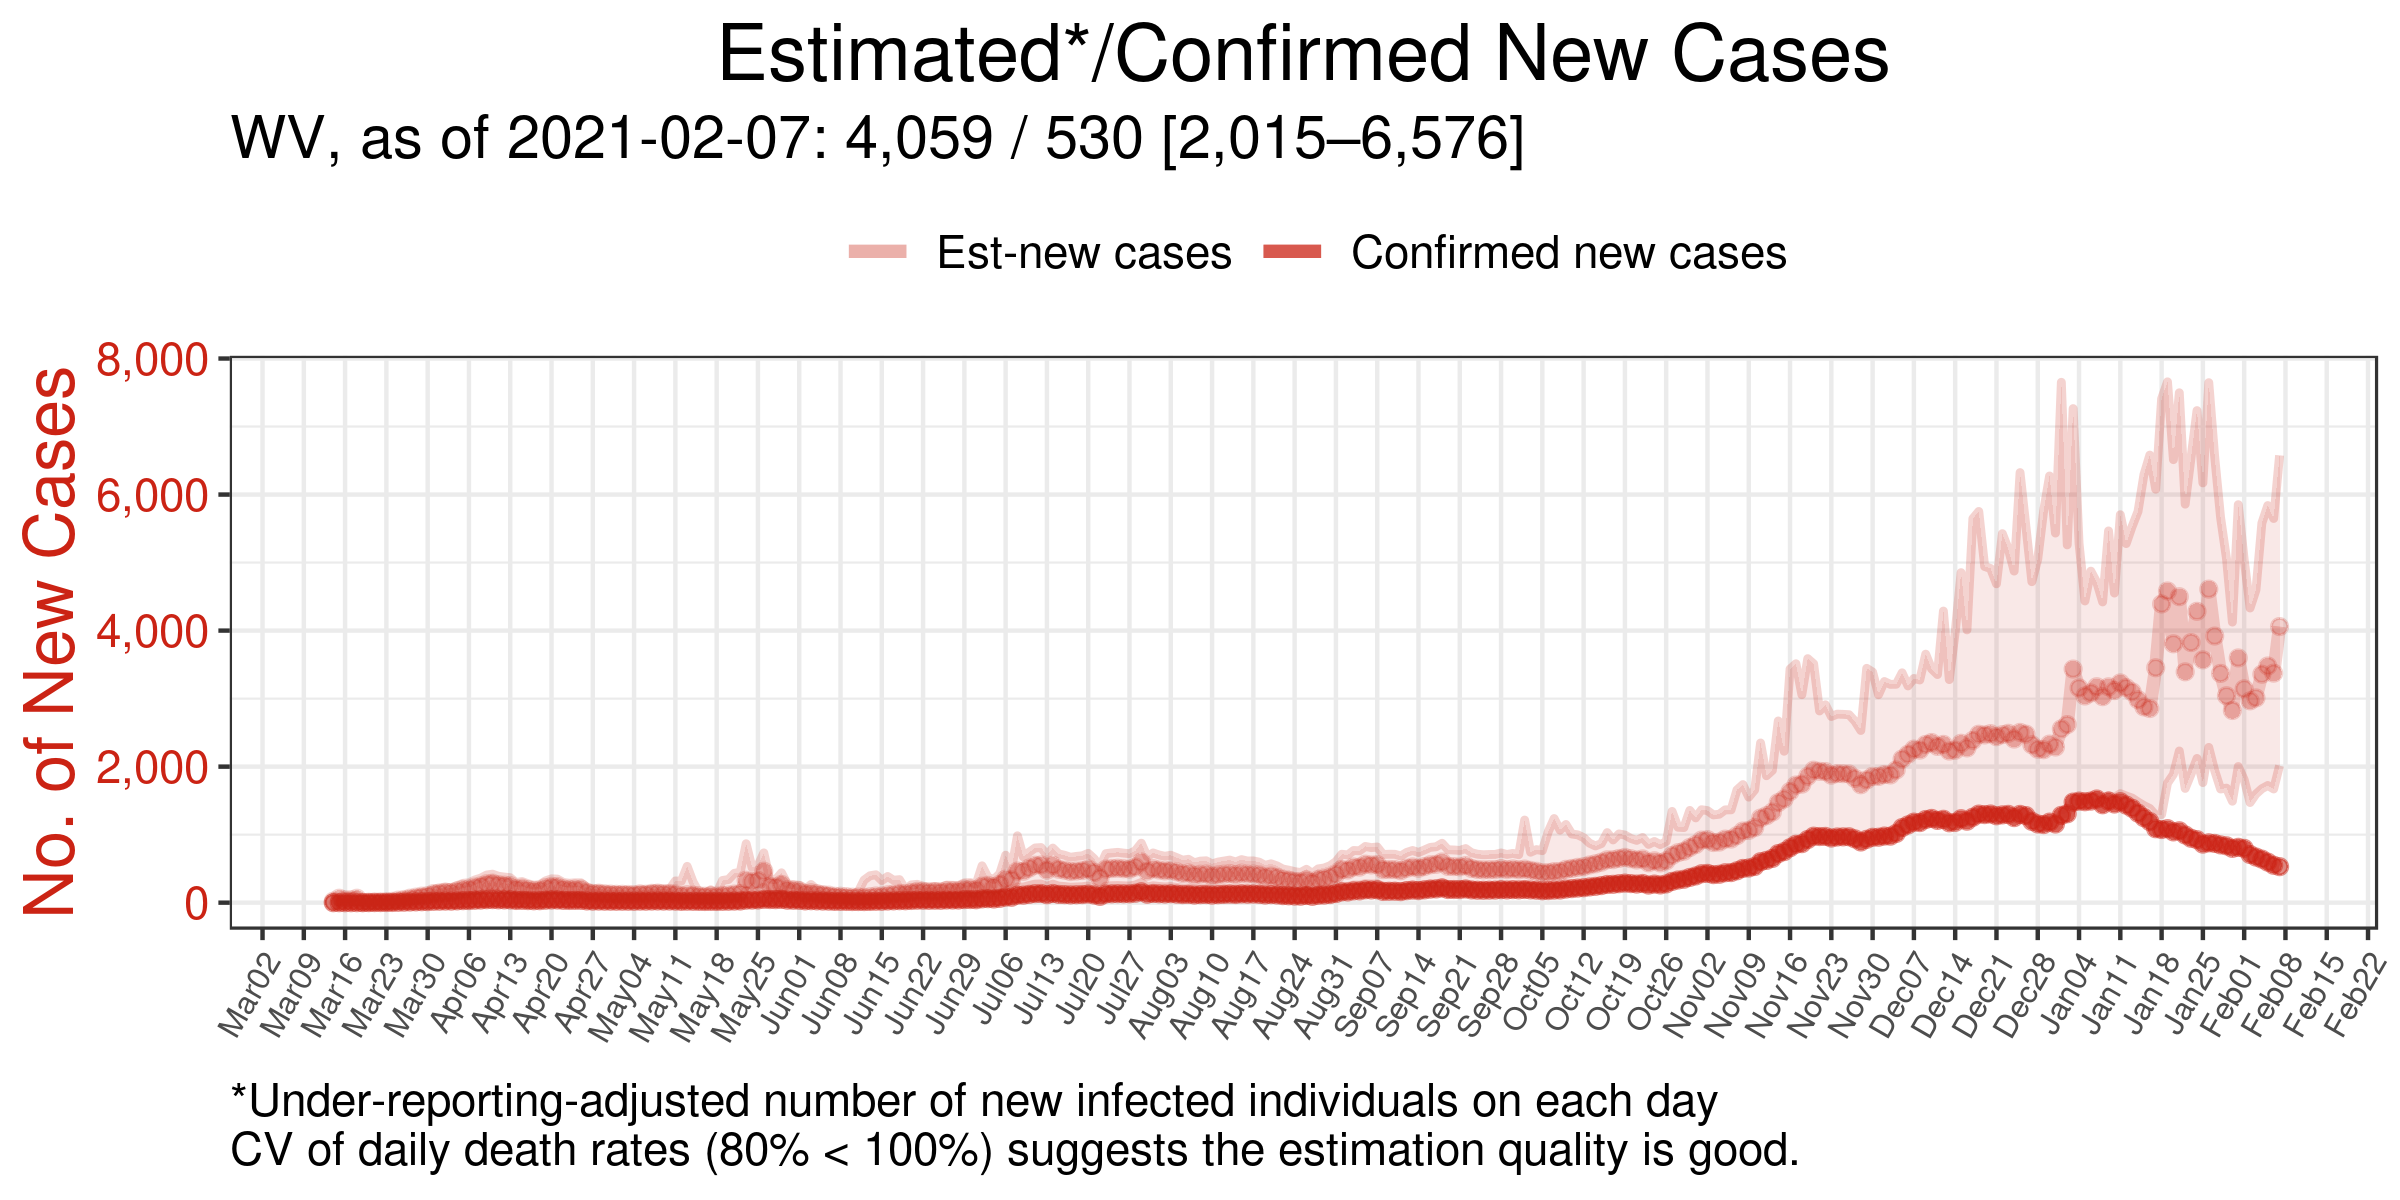 Estimated*/Confirmed New Cases
WV, as of 2021-02-07: 4,059 / 530 [2,015–6,576]
Est-new cases
Confirmed new cases
No. of New Cases
8,000
6,000
4,000
2,000
0
Mar02
Mar09
Mar16
Mar23
Mar30
Apr06
Apr13
Apr20
Apr27
May04
May11
May18
May25
Jun01
Jun08
Jun15
Jun22
Jun29
Jul06
Jul13
Jul20
Jul27
Aug03
Aug10
Aug17
Aug24
Aug31
Sep07
Sep14
Sep21
Sep28
Oct05
Oct12
Oct19
Oct26
Nov02
Nov09
Nov16
Nov23
Nov30
Dec07
Dec14
Dec21
Dec28
Jan04
Jan11
Jan18
Jan25
Feb01
Feb08
Feb15
Feb22
*Under-reporting-adjusted number of new infected individuals on each day
CV of daily death rates (80% < 100%) suggests the estimation quality is good.